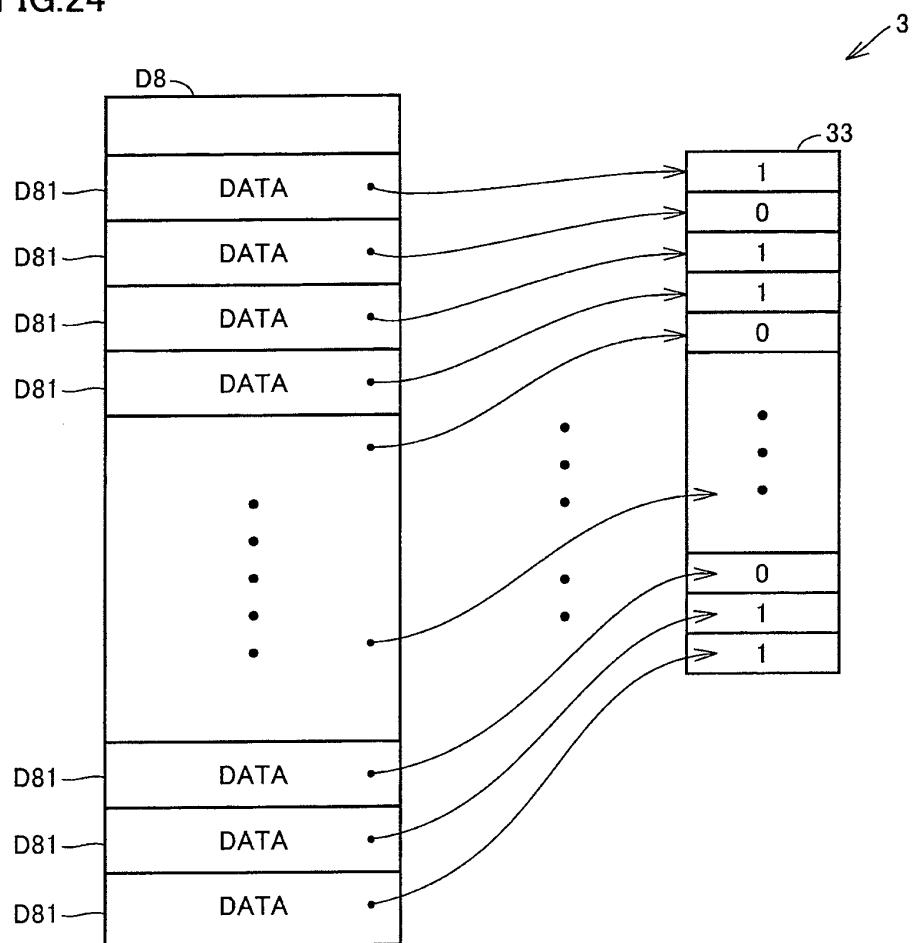 FIG.24
3
D8
33
D81 DATA 1
0
D81 DATA 1
D81 DATA 1
D81 DATA 0
0
D81 DATA 1
D81 DATA 1
D81 DATA